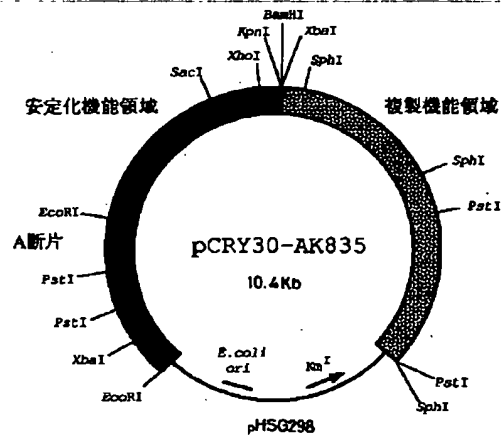 BamHI
KpnI
XbaI
XhoI
SphI
SacI
安定化機能領域
複製機能領域
SphI
PstI
EcoRI
A断片
pCRY30-AK835
10.4Kb
PstI
PstI
XbaI
EcoRI
E.coli
ori
Kmr
PstI
SphI
pHSG298